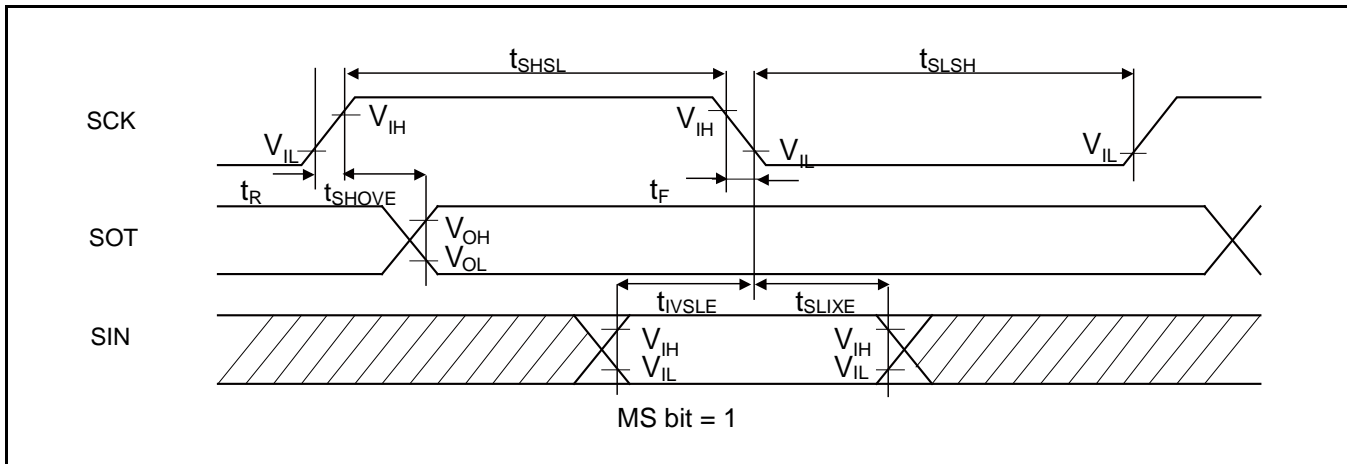 tSHSL tSLSH
SCK VIH VIH
VIL VIL VIL
tR tSHOVE tF
SOT VOH
VOL
tIVSLE tSLIXE
SIN VIH VIH
VIL VIL
MS bit = 1